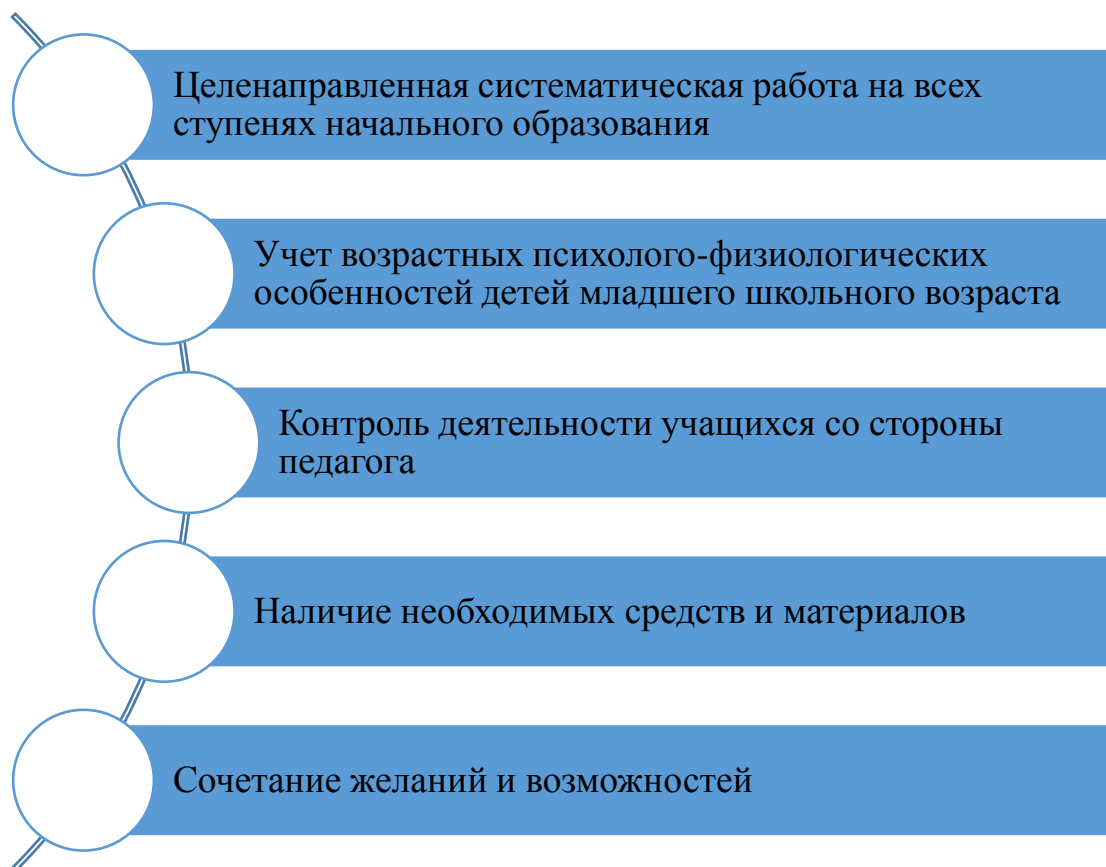 Целенаправленная систематическая работа на всех
ступенях начального образования
Учет возрастных психолого-физиологических
особенностей детей младшего школьного возраста
Контроль деятельности учащихся со стороны
педагога
Наличие необходимых средств и материалов
Сочетание желаний и возможностей